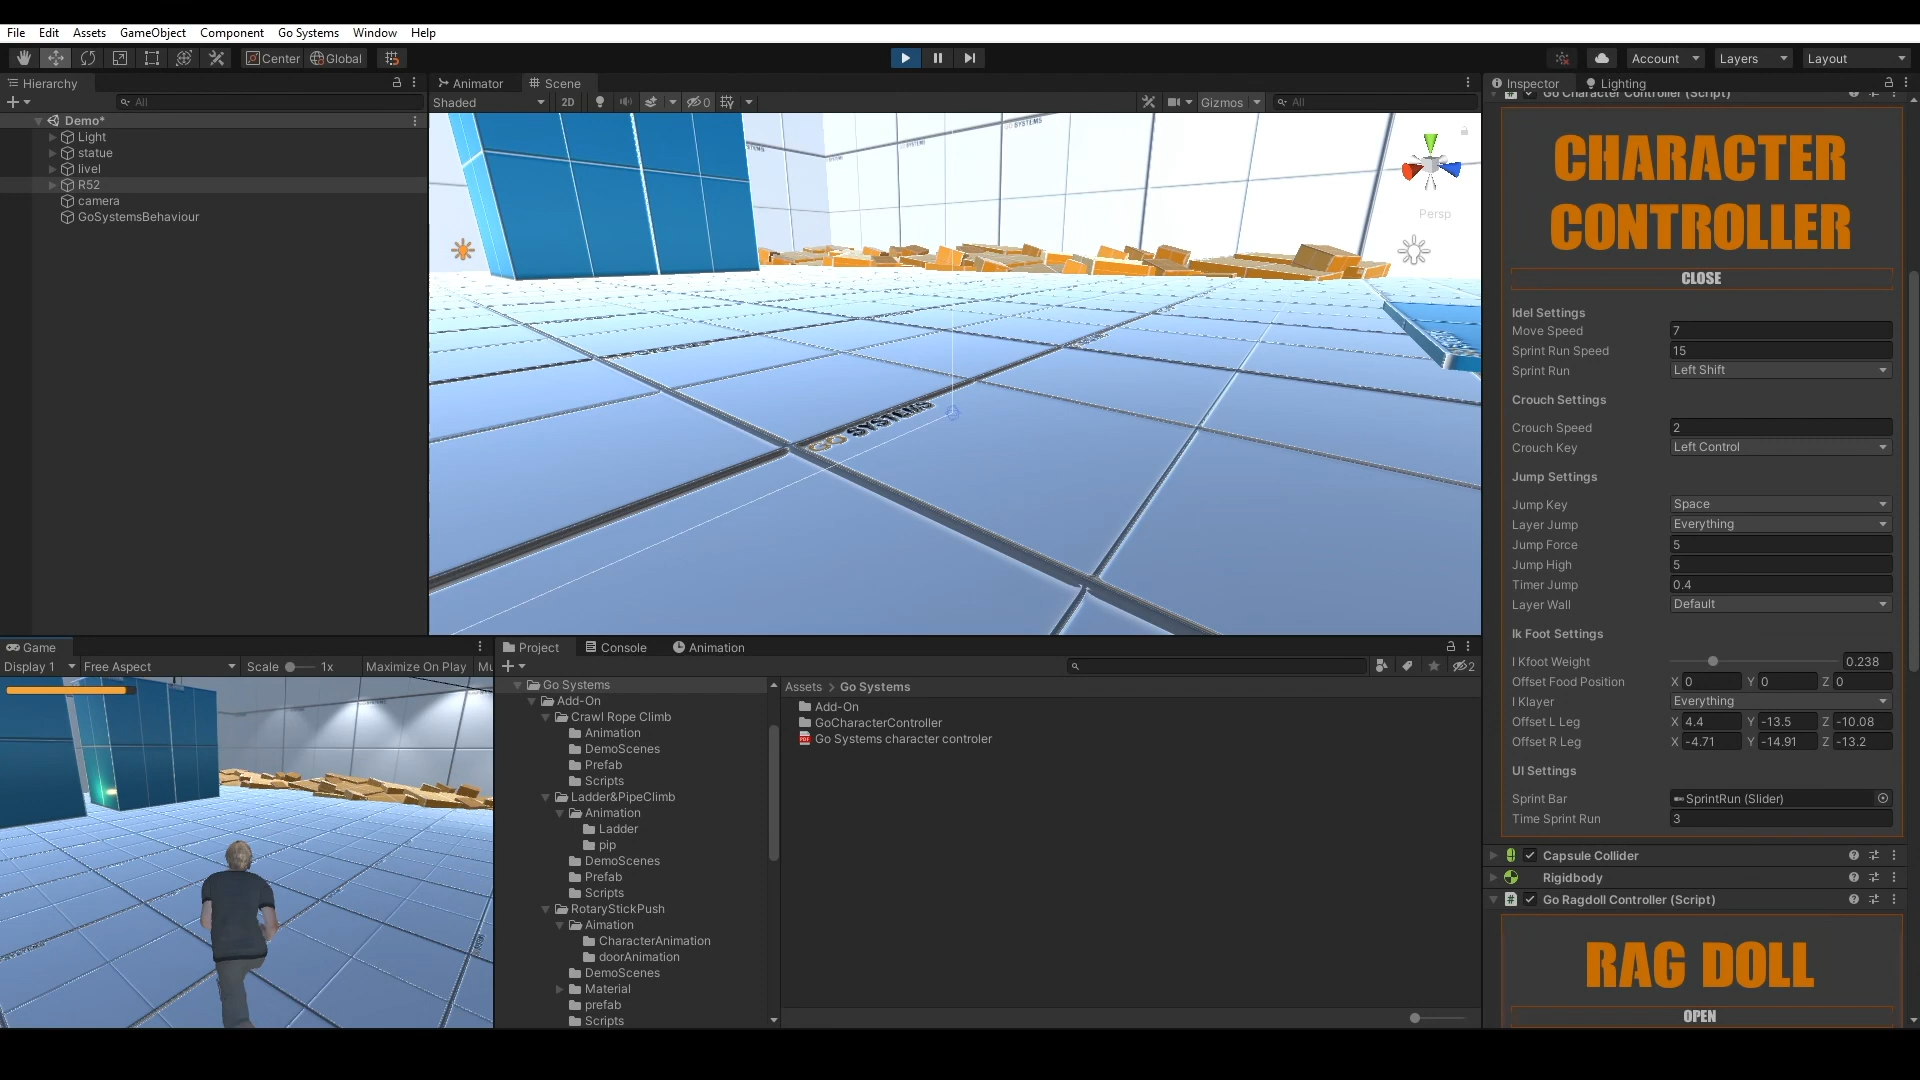 File Edit Assets GameObject Component Go Systems Window Help
Center Global
Account Layers Layout
Hierarchy
All
Demo*
Light
statue
livel
R52
camera
GoSystemsBehaviour
Animator Scene
Shaded 2D 0 Gizmos All
Persp
GO SYSTEMS
SYSTEMS
Inspector Lighting
Go Character Controller (Script)
CHARACTER
CONTROLLER
CLOSE
Idel Settings
Move Speed 7
Sprint Run Speed 15
Sprint Run Left Shift
Crouch Settings
Crouch Speed 2
Crouch Key Left Control
Jump Settings
Jump Key Space
Layer Jump Everything
Jump Force 5
Jump High 5
Timer Jump 0.4
Layer Wall Default
Ik Foot Settings
I Kfoot Weight 0.238
Offset Food Position X 0 Y 0 Z 0
I Klayer Everything
Offset L Leg X 4.4 Y -13.5 Z -10.08
Offset R Leg X -4.71 Y -14.91 Z -13.2
UI Settings
Sprint Bar SprintRun (Slider)
Time Sprint Run 3
Capsule Collider
Rigidbody
Go Ragdoll Controller (Script)
RAG DOLL
OPEN
Game
Display 1 Free Aspect Scale 1x Maximize On Play Mu
Project Console Animation
2
Go Systems
Add-On
Crawl Rope Climb
Animation
DemoScenes
Prefab
Scripts
Ladder&PipeClimb
Animation
Ladder
pip
DemoScenes
Prefab
Scripts
RotaryStickPush
Aimation
CharacterAnimation
doorAnimation
DemoScenes
Material
prefab
Scripts
Assets > Go Systems
Add-On
GoCharacterController
Go Systems character controler